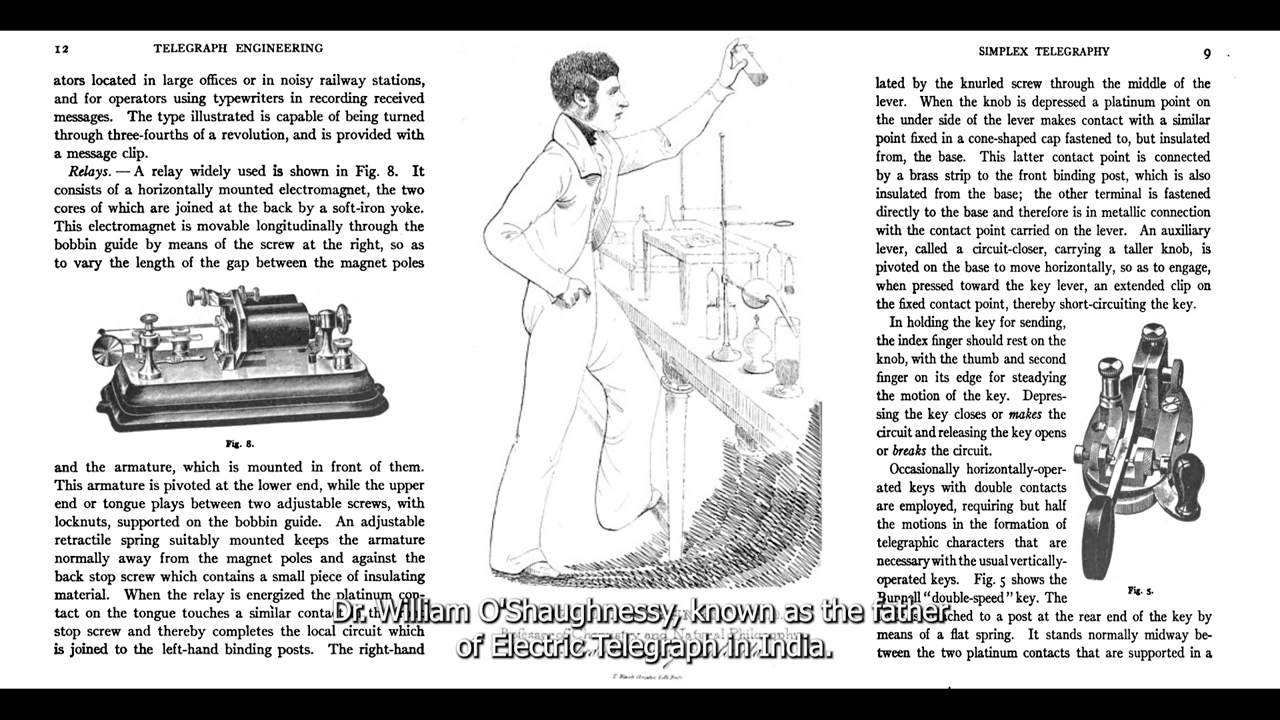 12 TELEGRAPH ENGINEERING
ators located in large offices or in noisy railway stations,
and for operators using typewriters in recording received
messages. The type illustrated is capable of being turned
through three-fourths of a revolution, and is provided with
a message clip.
Relays. — A relay widely used is shown in Fig. 8. It
consists of a horizontally mounted electromagnet, the two
cores of which are joined at the back by a soft-iron yoke.
This electromagnet is movable longitudinally through the
bobbin guide by means of the screw at the right, so as
to vary the length of the gap between the magnet poles
Fig. 8.
and the armature, which is mounted in front of them.
This armature is pivoted at the lower end, while the upper
end or tongue plays between two adjustable screws, with
locknuts, supported on the bobbin guide. An adjustable
retractile spring suitably mounted keeps the armature
normally away from the magnet poles and against the
back stop screw which contains a small piece of insulating
material. When the relay is energized the platinum con-
tact on the tongue touches a similar
stop screw and thereby completes the local circuit which
is joined to the left-hand binding posts. The right-hand
Professor of Chemistry and Natural Philosophy
Dr. William O'Shaughnessy, known as the father
of Electric Telegraph in India.
SIMPLEX TELEGRAPHY 9
lated by the knurled screw through the middle of the
lever. When the knob is depressed a platinum point on
the under side of the lever makes contact with a similar
point fixed in a cone-shaped cap fastened to, but insulated
from, the base. This latter contact point is connected
by a brass strip to the front binding post, which is also
insulated from the base; the other terminal is fastened
directly to the base and therefore is in metallic connection
with the contact point carried on the lever. An auxiliary
lever, called a circuit-closer, carrying a taller knob, is
pivoted on the base to move horizontally, so as to engage,
when pressed toward the key lever, an extended clip on
the fixed contact point, thereby short-circuiting the key.
In holding the key for sending,
the index finger should rest on the
knob, with the thumb and second
finger on its edge for steadying
the motion of the key. Depres-
sing the key closes or makes the
circuit and releasing the key opens
or breaks the circuit.
Occasionally horizontally-oper-
ated keys with double contacts
are employed, requiring but half
the motions in the formation of
telegraphic characters that are
necessary with the usual vertically-
operated keys. Fig. 5 shows the
Bunnell "double-speed" key. The
Fig. 5.
to a post at the rear end of the key by
means of a flat spring. It stands normally midway be-
tween the two platinum contacts that are supported in a